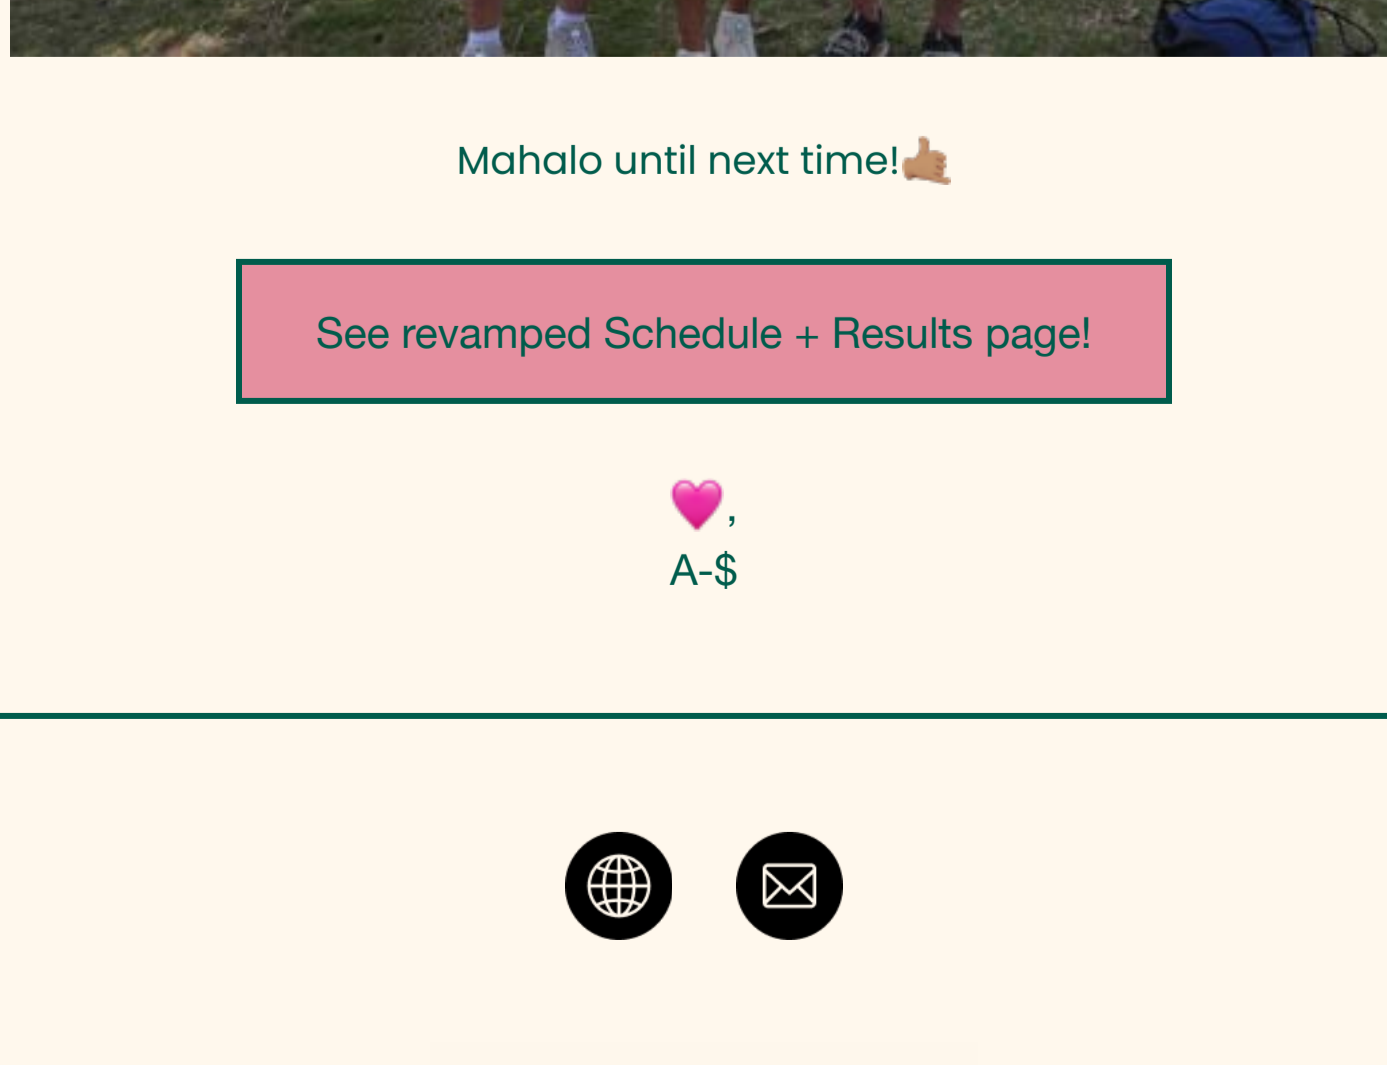 Mahalo until next time!🤙🏽
See revamped Schedule + Results page!
🩷,
A-$